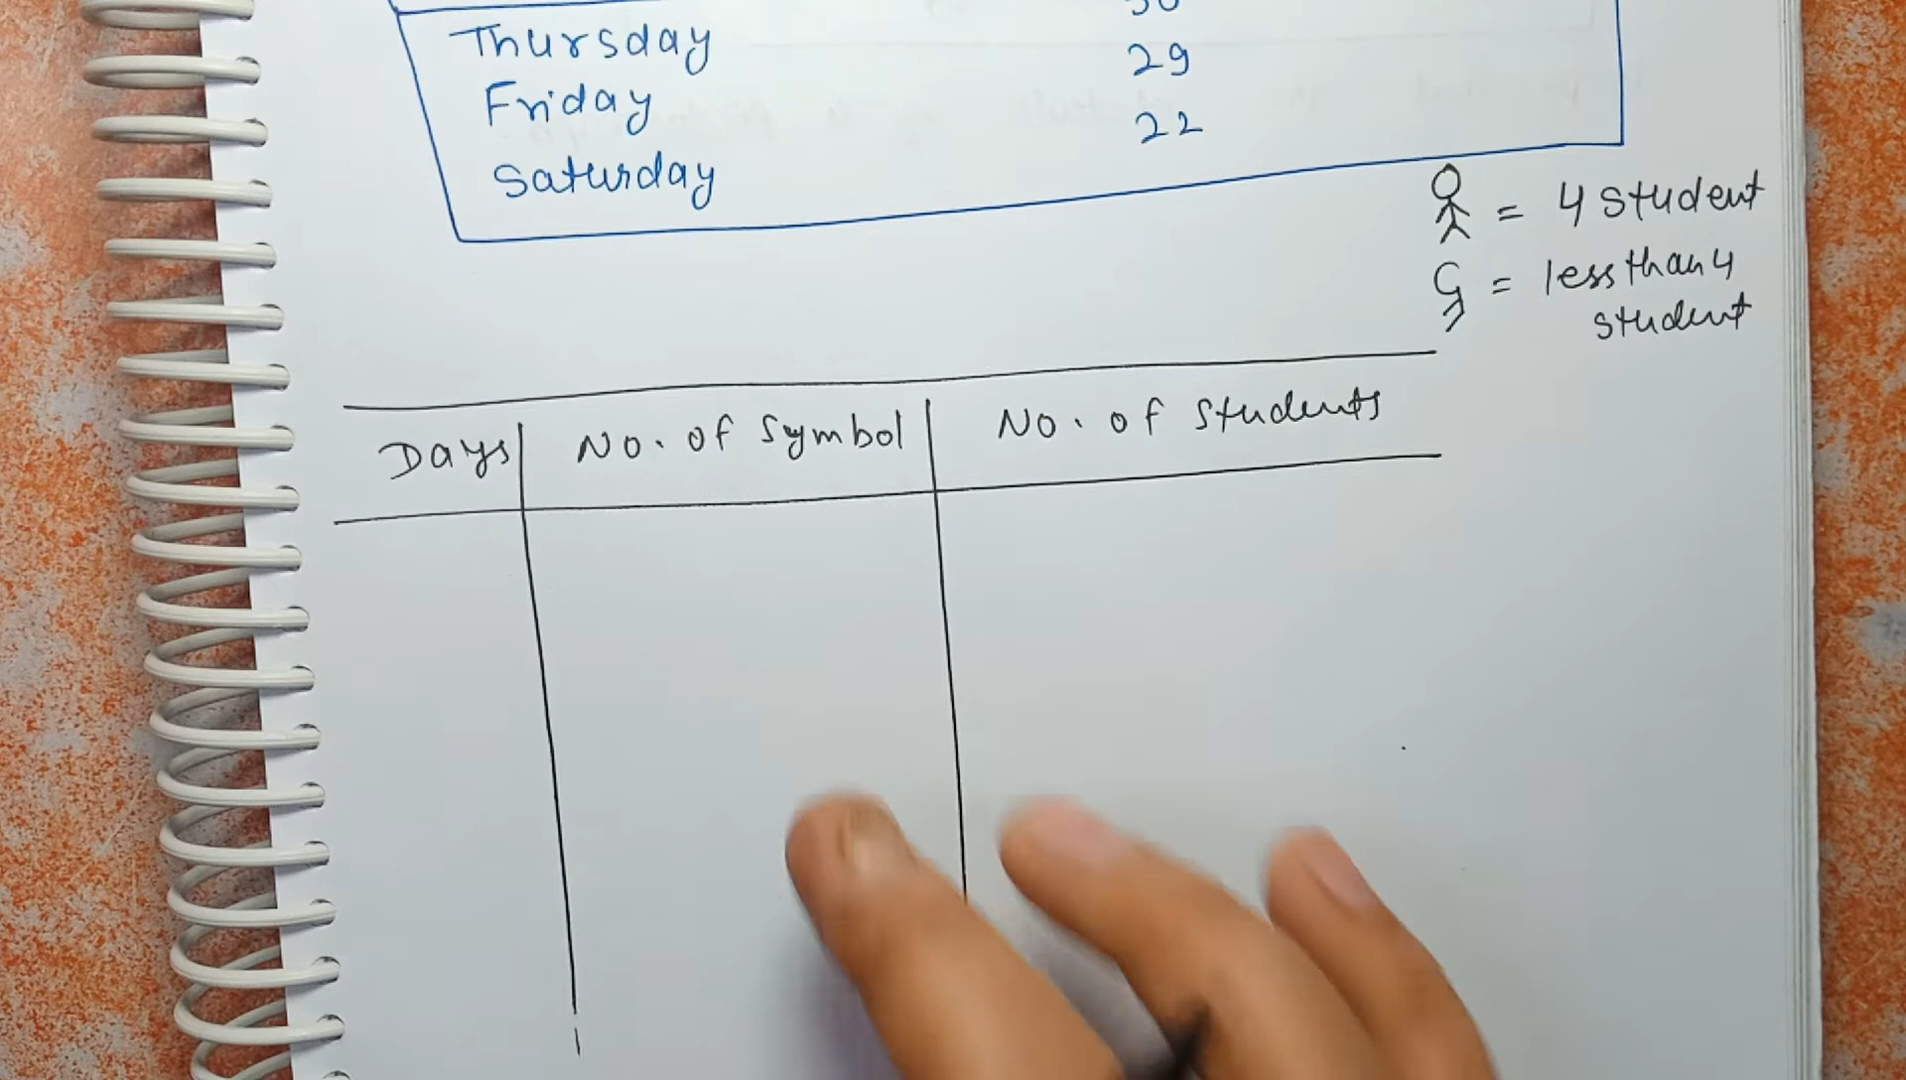 Thursday
29
Friday
22
Saturday
= 4 student
= less than 4
student
Days No. of Symbol No. of Students